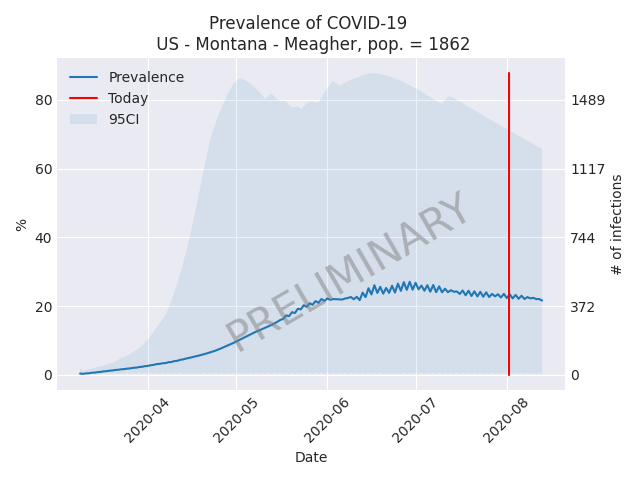 Prevalence of COVID-19
US - Montana - Meagher, pop. = 1862
Prevalence
Today
95CI
PRELIMINARY
%
80
60
40
20
0
# of infections
1489
1117
744
372
0
2020-04
2020-05
2020-06
2020-07
2020-08
Date